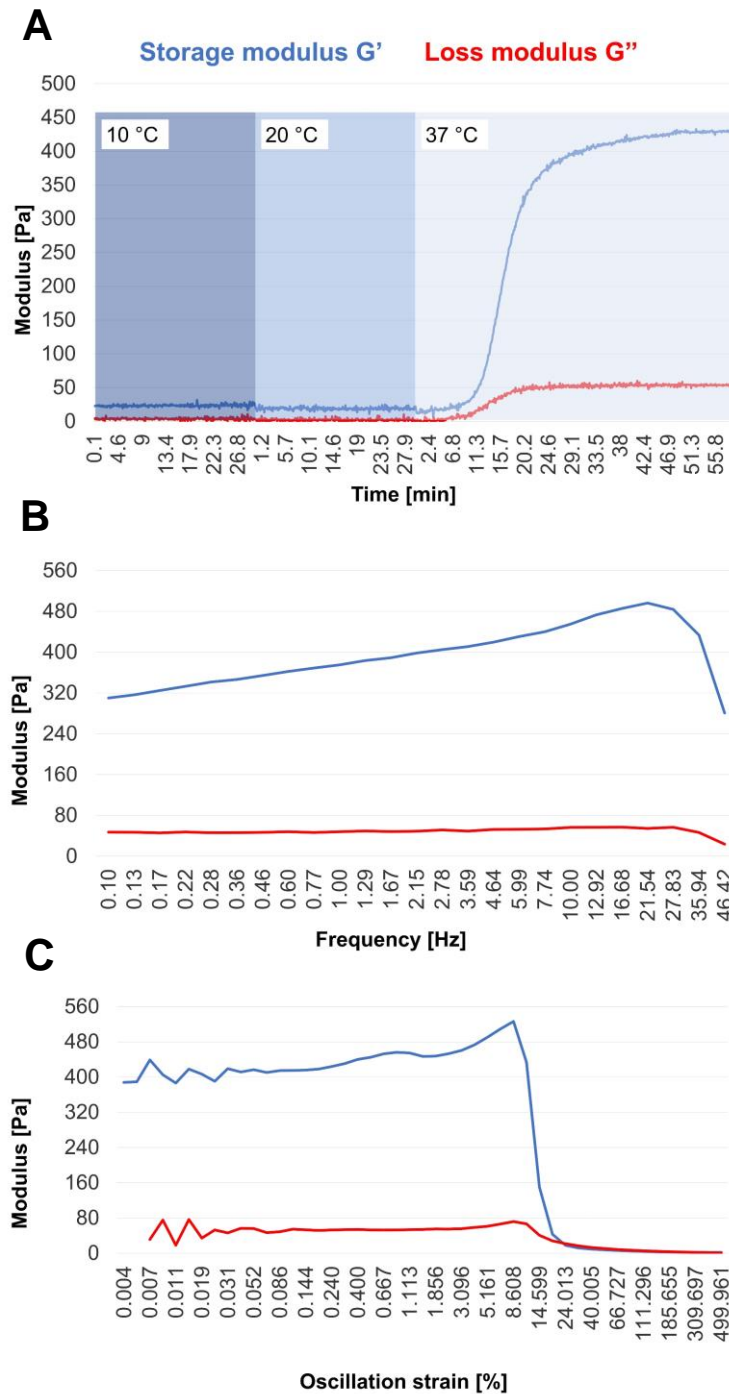 A
Storage modulus G’ Loss modulus G’’
500
450
400
350
300
250
200
150
100
50
0
Modulus [Pa]
10 °C 20 °C 37 °C
0.1 4.6 9 13.4 17.9 22.3 26.8 1.2 5.7 10.1 14.6 19 23.5 27.9 2.4 6.8 11.3 15.7 20.2 24.6 29.1 33.5 38 42.4 46.9 51.3 55.8
Time [min]
B
560
480
400
320
240
160
80
0
Modulus [Pa]
0.10 0.13 0.17 0.22 0.28 0.36 0.46 0.60 0.77 1.00 1.29 1.67 2.15 2.78 3.59 4.64 5.99 7.74 10.00 12.92 16.68 21.54 27.83 35.94 46.42
Frequency [Hz]
C
560
480
400
320
240
160
80
0
Modulus [Pa]
0.004 0.007 0.011 0.019 0.031 0.052 0.086 0.144 0.240 0.400 0.667 1.113 1.856 3.096 5.161 8.608 14.599 24.013 40.005 66.727 111.296 185.655 309.697 499.961
Oscillation strain [%]